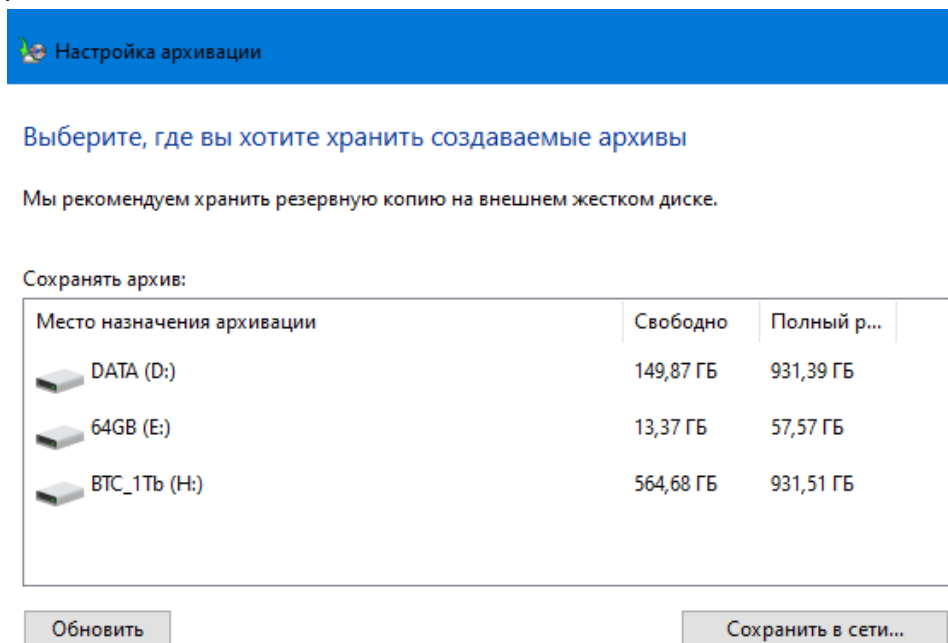 Настройка архивации
Выберите, где вы хотите хранить создаваемые архивы
Мы рекомендуем хранить резервную копию на внешнем жестком диске.
Сохранять архив:
Место назначения архивации Свободно Полный р...
DATA (D:) 149,87 ГБ 931,39 ГБ
64GB (E:) 13,37 ГБ 57,57 ГБ
BTC_1Tb (H:) 564,68 ГБ 931,51 ГБ
Обновить Сохранить в сети...